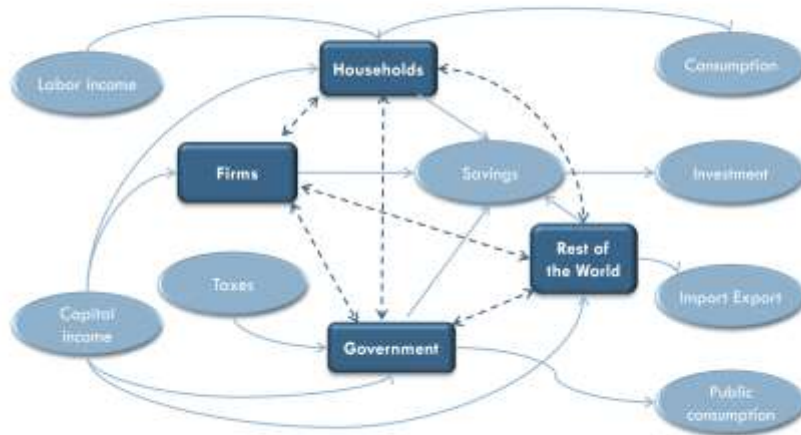 Households
Labor income
Consumption
Firms
Savings
Investment
Rest of
the World
Taxes
Import Export
Capital
income
Government
Public
consumption